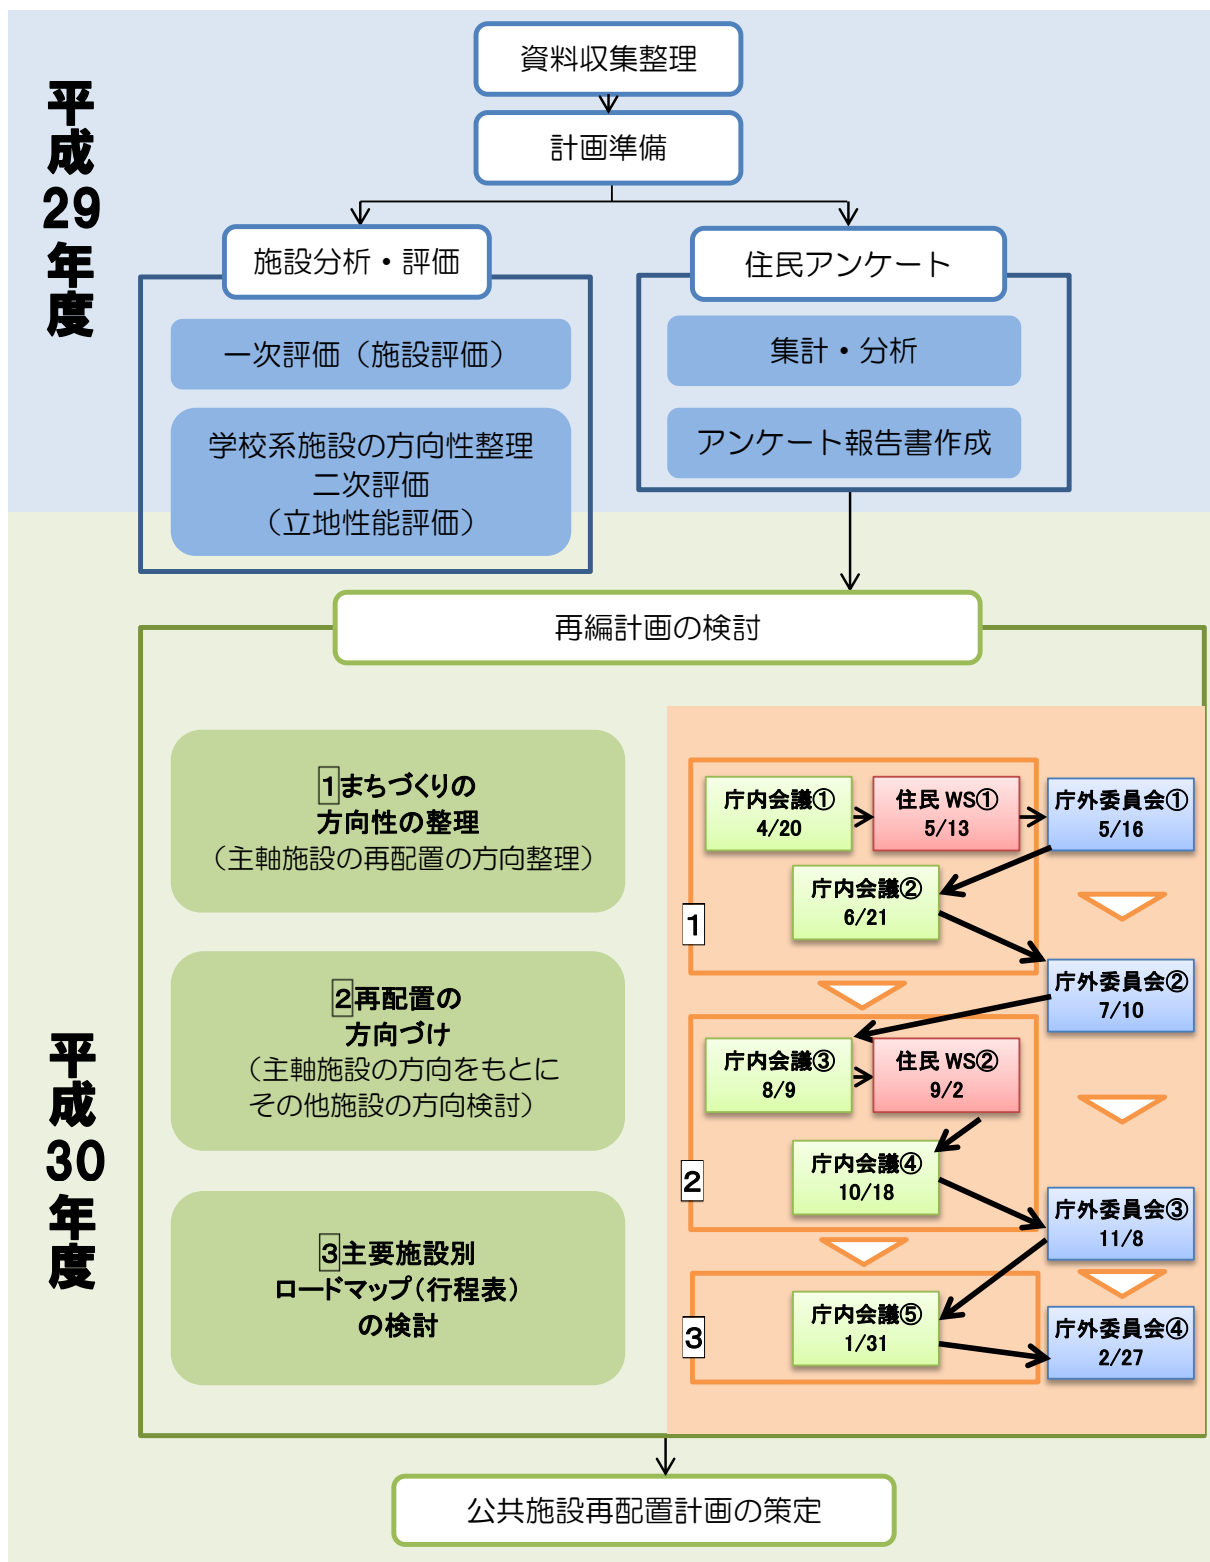 平成29年度
資料収集整理
計画準備
施設分析・評価
一次評価（施設評価）
学校系施設の方向性整理
二次評価
（立地性能評価）
住民アンケート
集計・分析
アンケート報告書作成
平成30年度
再編計画の検討
1まちづくりの
方向性の整理
（主軸施設の再配置の方向整理）
2再配置の
方向づけ
（主軸施設の方向をもとに
その他施設の方向検討）
3主要施設別
ロードマップ（行程表）
の検討
1
庁内会議①
4/20
住民 WS①
5/13
庁外委員会①
5/16
庁内会議②
6/21
庁外委員会②
7/10
2
庁内会議③
8/9
住民 WS②
9/2
庁内会議④
10/18
庁外委員会③
11/8
3
庁内会議⑤
1/31
庁外委員会④
2/27
公共施設再配置計画の策定